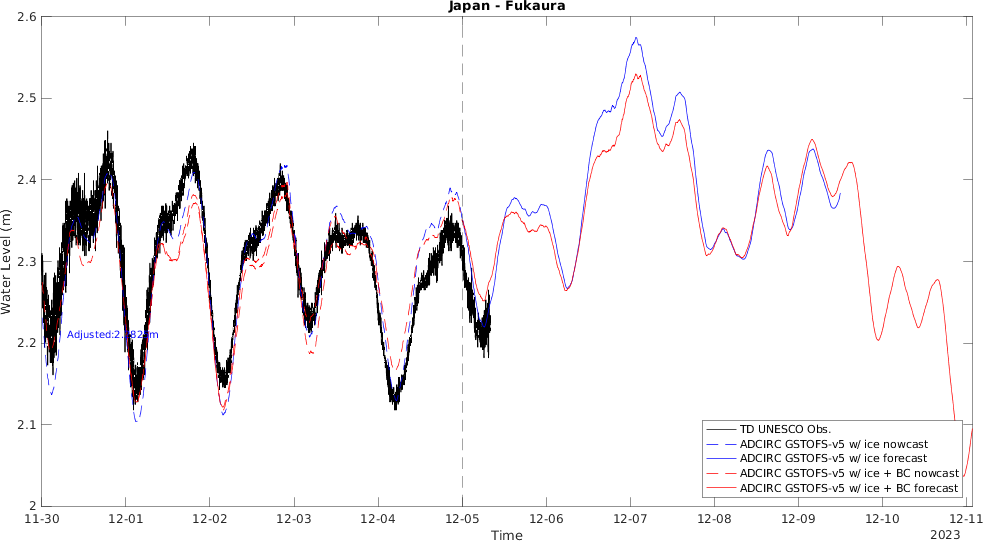 Japan - Fukaura
2.6
2.5
2.4
2.3
2.2
2.1
2
Water Level (m)
TD UNESCO Obs.
ADCIRC GSTOFS-v5 w/ ice nowcast
ADCIRC GSTOFS-v5 w/ ice forecast
ADCIRC GSTOFS-v5 w/ ice + BC nowcast
ADCIRC GSTOFS-v5 w/ ice + BC forecast
11-30 12-01 12-02 12-03 12-04 12-05 12-06 12-07 12-08 12-09 12-10 12-11
Time
2023